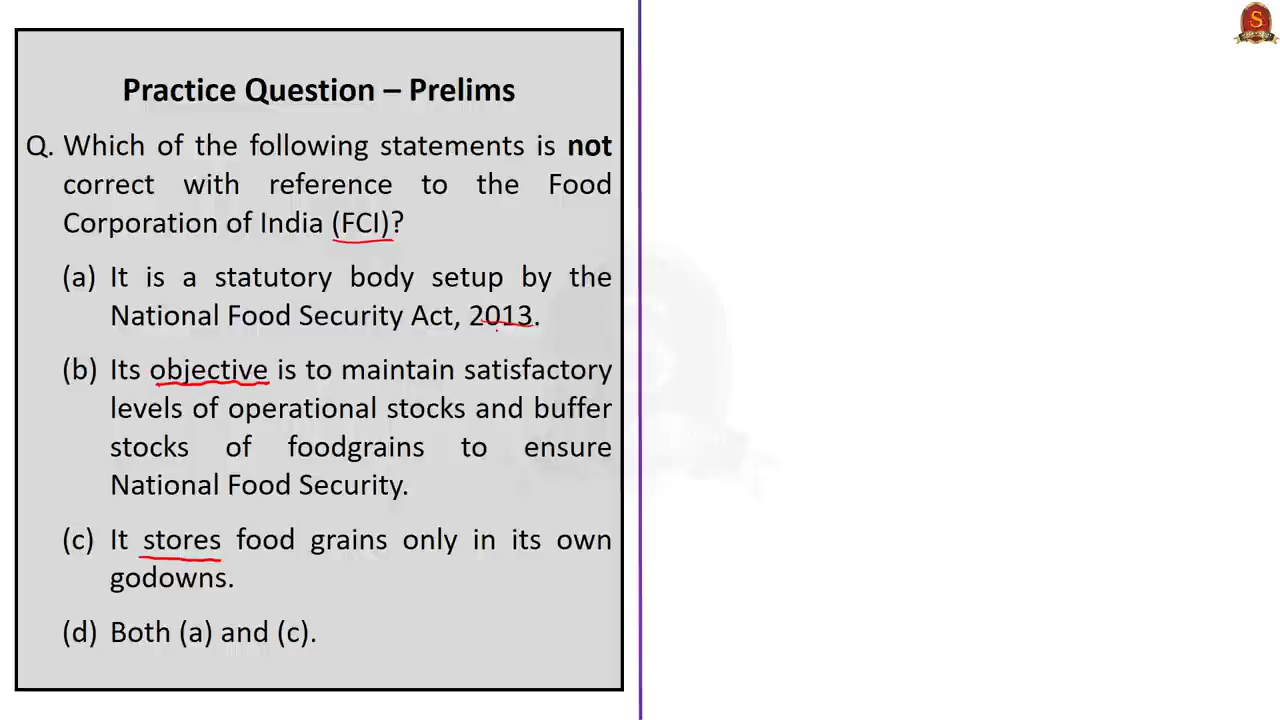 Practice Question – Prelims
Q. Which of the following statements is not
correct with reference to the Food
Corporation of India (FCI)?
(a) It is a statutory body setup by the
National Food Security Act, 2013.
(b) Its objective is to maintain satisfactory
levels of operational stocks and buffer
stocks of foodgrains to ensure
National Food Security.
(c) It stores food grains only in its own
godowns.
(d) Both (a) and (c).